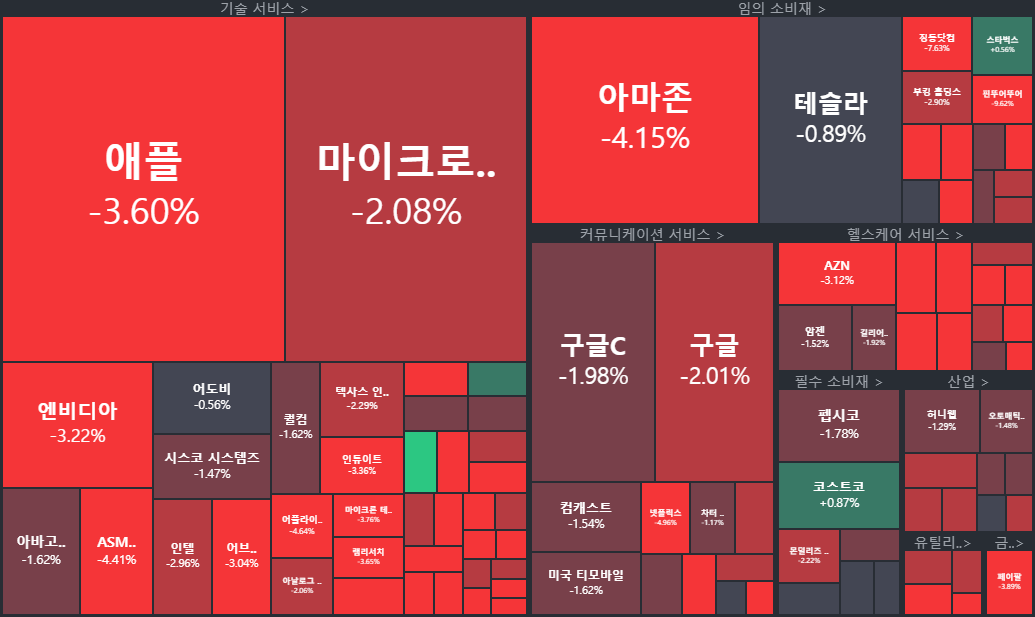 기술 서비스 >
애플
-3.60%
마이크로..
-2.08%
엔비디아
-3.22%
어도비
-0.56%
시스코 시스템즈
-1.47%
퀄컴
-1.62%
텍사스 인..
-2.29%
인튜이트
-3.36%
아바고..
-1.62%
ASM..
-4.41%
인텔
-2.96%
어브..
-3.04%
어플라이..
-4.64%
마이크론 테..
-3.76%
램리서치
-3.65%
아날로그 ..
-2.06%
임의 소비재 >
아마존
-4.15%
테슬라
-0.89%
징동닷컴
-7.63%
스타벅스
+0.56%
부킹 홀딩스
-2.90%
핀뚜어뚜어
-9.62%
커뮤니케이션 서비스 >
구글C
-1.98%
구글
-2.01%
컴캐스트
-1.54%
넷플릭스
-4.96%
차터 ..
-1.17%
미국 티모바일
-1.62%
헬스케어 서비스 >
AZN
-3.12%
암젠
-1.52%
길리어..
-1.92%
필수 소비재 >
펩시코
-1.78%
코스트코
+0.87%
몬덜리즈 ..
-2.22%
산업 >
허니웰
-1.29%
오토매틱..
-1.48%
유틸리..>
금..>
페이팔
-3.89%